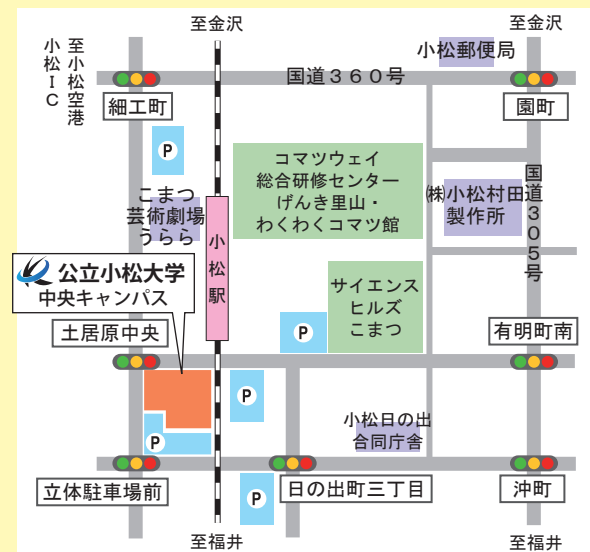 至金沢
至金沢
至小松空港
小松IC
小松郵便局
国道360号
細工町
園町
P
コマツウェイ
総合研修センター
げんき里山・
わくわくコマツ館
㈱小松村田
製作所
国道305号
こまつ
芸術劇場
うらら
小松駅
公立小松大学
中央キャンパス
サイエンス
ヒルズ
こまつ
P
土居原中央
有明町南
P
小松日の出
合同庁舎
P
立体駐車場前
日の出町三丁目
沖町
P
至福井
至福井